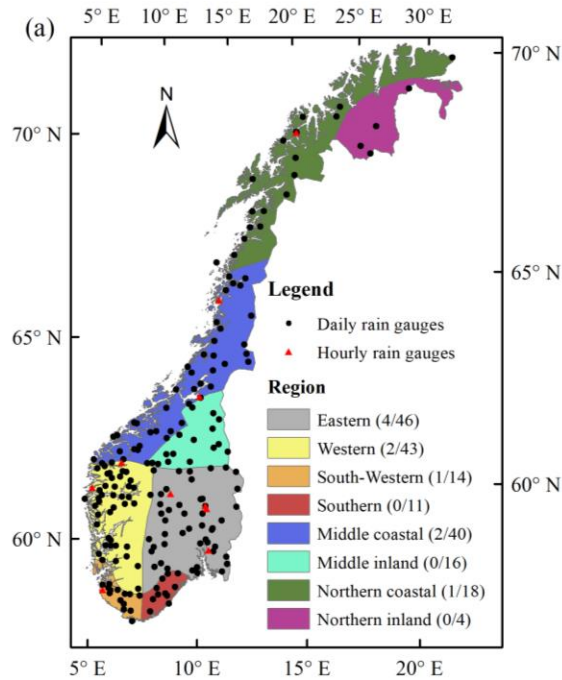 (a)
5° E 10° E 15° E 20° E 30° E
N
70° N
70° N
65° N
65° N
60° N
60° N
Legend
Daily rain gauges
Hourly rain gauges
Region
Eastern (4/46)
Western (2/43)
South-Western (1/14)
Southern (0/11)
Middle coastal (2/40)
Middle inland (0/16)
Northern coastal (1/18)
Northern inland (0/4)
5° E 10° E 15° E 20° E